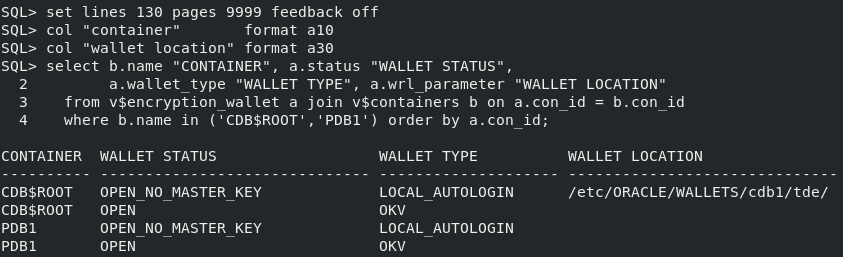 SQL> set lines 130 pages 9999 feedback off
SQL> col "container"       format a10
SQL> col "wallet location" format a30
SQL> select b.name "CONTAINER", a.status "WALLET STATUS",
  2         a.wallet_type "WALLET TYPE", a.wrl_parameter "WALLET LOCATION"
  3    from v$encryption_wallet a join v$containers b on a.con_id = b.con_id
  4    where b.name in ('CDB$ROOT','PDB1') order by a.con_id;

CONTAINER  WALLET STATUS                  WALLET TYPE          WALLET LOCATION
---------- ------------------------------ -------------------- ------------------------------
CDB$ROOT   OPEN_NO_MASTER_KEY             LOCAL_AUTOLOGIN      /etc/ORACLE/WALLETS/cdb1/tde/
CDB$ROOT   OPEN                           OKV
PDB1       OPEN_NO_MASTER_KEY             LOCAL_AUTOLOGIN
PDB1       OPEN                           OKV